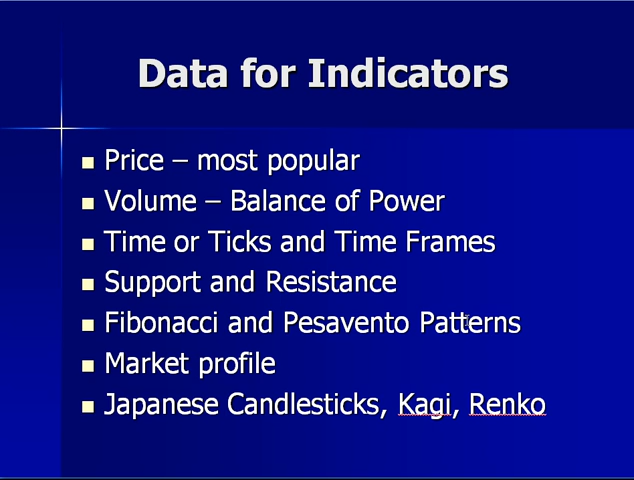 Data for Indicators
Price – most popular
Volume – Balance of Power
Time or Ticks and Time Frames
Support and Resistance
Fibonacci and Pesavento Patterns
Market profile
Japanese Candlesticks, Kagi, Renko